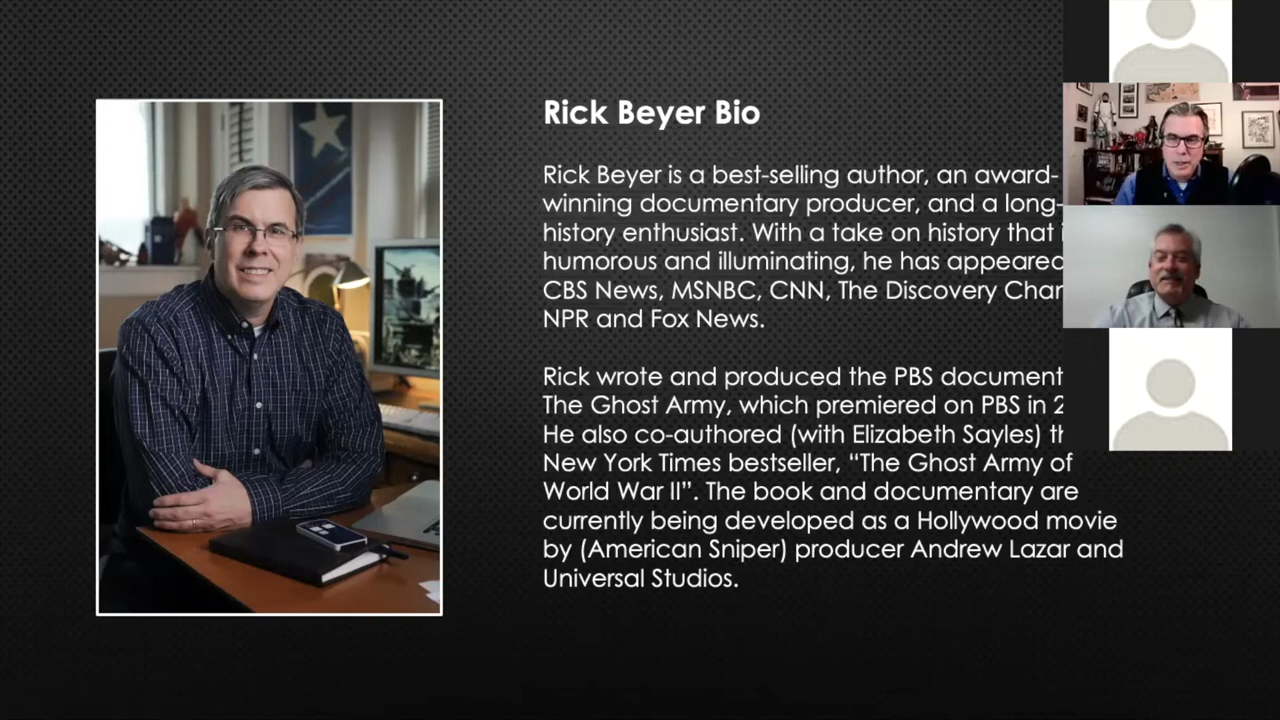 Rick Beyer Bio
Rick Beyer is a best-selling author, an award-
winning documentary producer, and a long-
history enthusiast. With a take on history that
humorous and illuminating, he has appeared
CBS News, MSNBC, CNN, The Discovery
NPR and Fox News.
Rick wrote and produced the PBS
The Ghost Army, which premiered on PBS in
He also co-authored (with Elizabeth Sayles)
New York Times bestseller, “The Ghost Army of
World War II”. The book and documentary are
currently being developed as a Hollywood movie
by (American Sniper) producer Andrew Lazar and
Universal Studios.